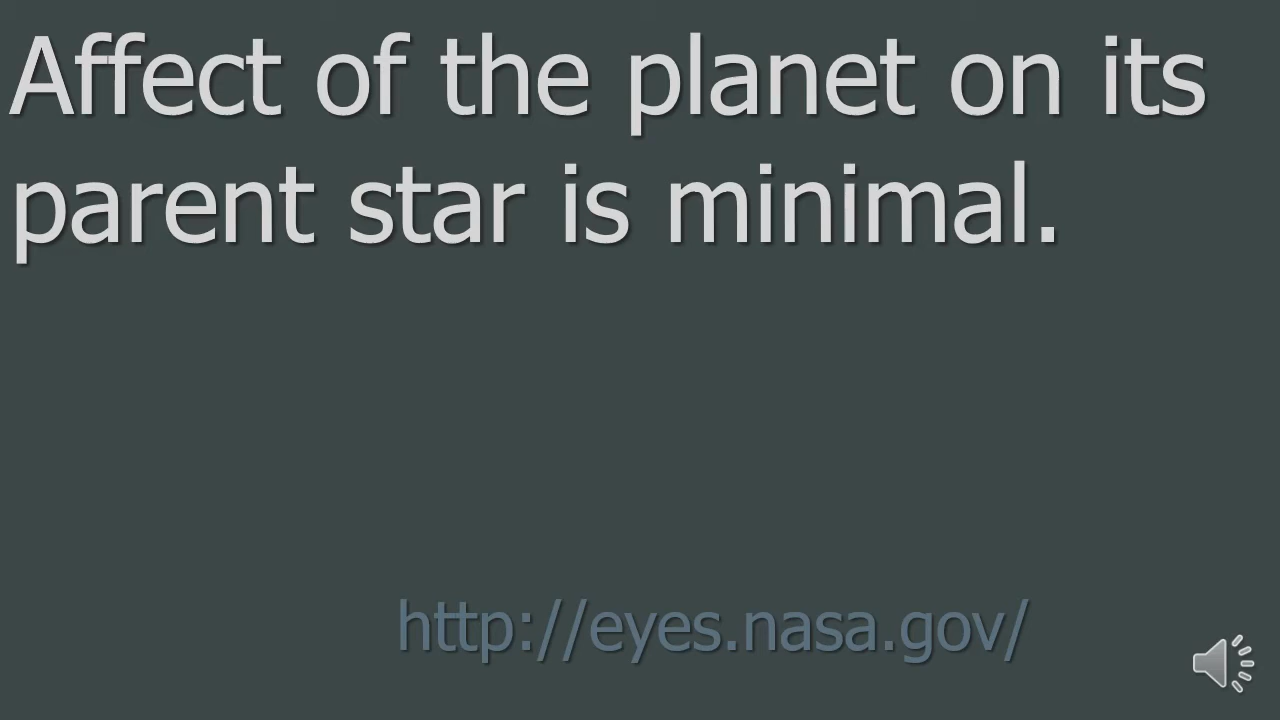 Affect of the planet on its
parent star is minimal.
http://eyes.nasa.gov/